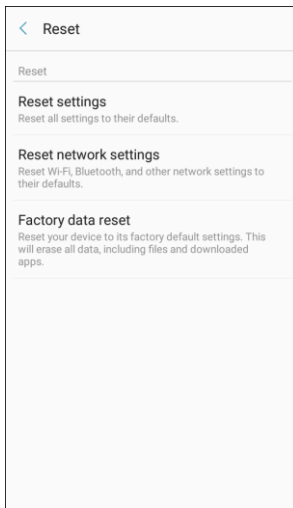 Reset
Reset
Reset settings
Reset all settings to their defaults.
Reset network settings
Reset Wi-Fi, Bluetooth, and other network settings to
their defaults.
Factory data reset
Reset your device to its factory default settings. This
will erase all data, including files and downloaded
apps.